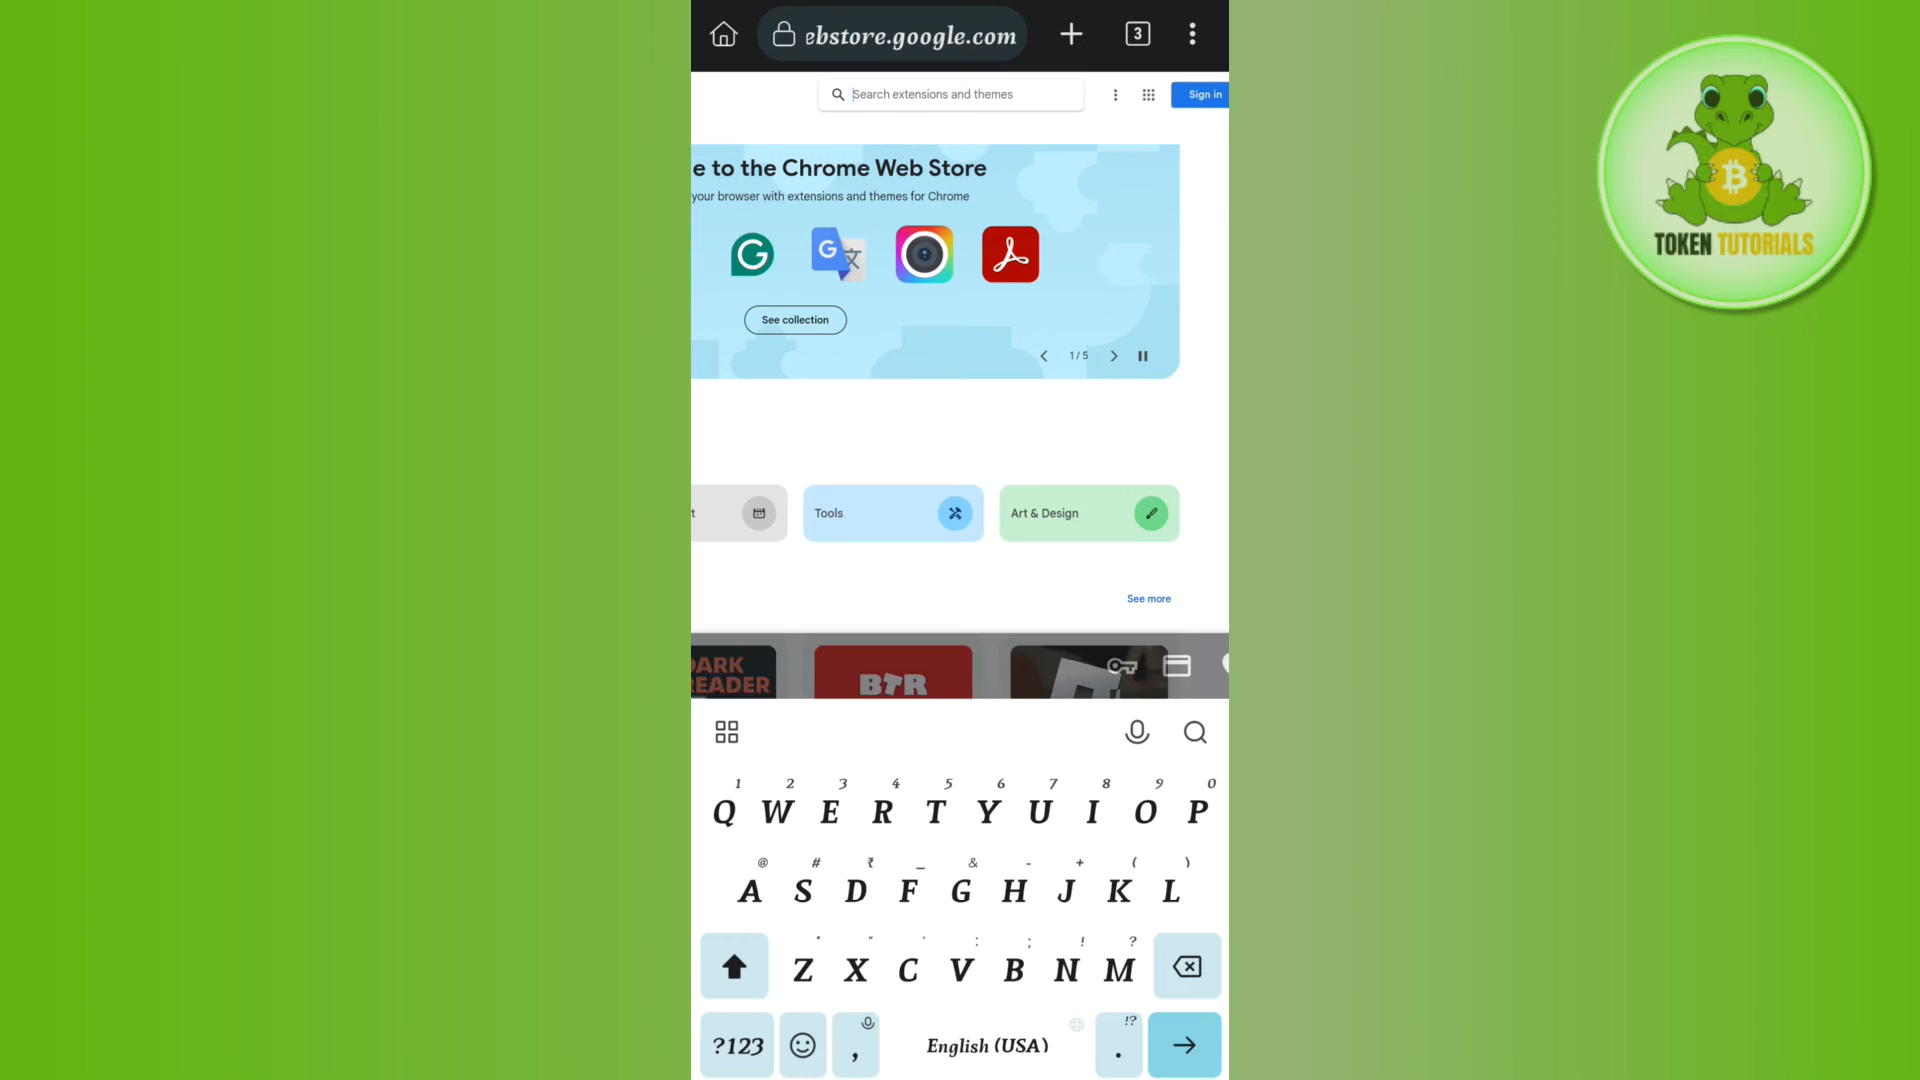 ebstore.google.com
3
Search extensions and themes
Sign in
e to the Chrome Web Store
your browser with extensions and themes for Chrome
G
G 文
See collection
1 / 5
t
Tools
Art & Design
See more
DARK
READER
BTR
1 2 3 4 5 6 7 8 9 0
Q W E R T Y U I O P
@ # ₹ _ & - + ( )
A S D F G H J K L
* " ' : ; ! ?
Z X C V B N M
?123 , English (USA) . !?
B
TOKEN TUTORIALS